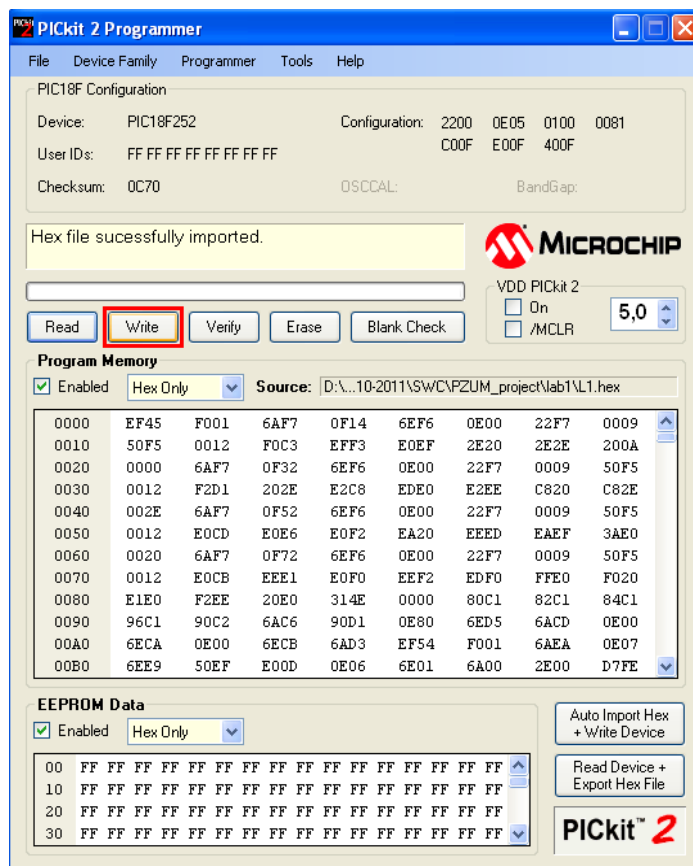 PICkit 2 Programmer
File Device Family Programmer Tools Help
PIC18F Configuration
Device: PIC18F252 Configuration: 2200 0E05 0100 0081
C00F E00F 400F
User IDs: FF FF FF FF FF FF FF FF
Checksum: 0C70 OSCCAL: BandGap:
Hex file sucessfully imported.
MICROCHIP
VDD PICkit 2
On
/MCLR
5,0
Read Write Verify Erase Blank Check
Program Memory
Enabled Hex Only Source: D:\...10-2011\SWC\PZUM_project\lab1\L1.hex
0000 EF45 F001 6AF7 0F14 6EF6 0E00 22F7 0009
0010 50F5 0012 F0C3 EFF3 E0EF 2E20 2E2E 200A
0020 0000 6AF7 0F32 6EF6 0E00 22F7 0009 50F5
0030 0012 F2D1 202E E2C8 EDE0 E2EE C820 C82E
0040 002E 6AF7 0F52 6EF6 0E00 22F7 0009 50F5
0050 0012 E0CD E0E6 E0F2 EA20 EEED EAEF 3AE0
0060 0020 6AF7 0F72 6EF6 0E00 22F7 0009 50F5
0070 0012 E0CB EEE1 E0F0 EEF2 EDF0 FFE0 F020
0080 E1E0 F2EE 20E0 314E 0000 80C1 82C1 84C1
0090 96C1 90C2 6AC6 90D1 0E80 6ED5 6ACD 0E00
00A0 6ECA 0E00 6ECB 6AD3 EF54 F001 6AEA 0E07
00B0 6EE9 50EF E00D 0E06 6E01 6A00 2E00 D7FE
EEPROM Data
Enabled Hex Only
00 FF FF FF FF FF FF FF FF FF FF FF FF FF FF FF FF
10 FF FF FF FF FF FF FF FF FF FF FF FF FF FF FF FF
20 FF FF FF FF FF FF FF FF FF FF FF FF FF FF FF FF
30 FF FF FF FF FF FF FF FF FF FF FF FF FF FF FF FF
Auto Import Hex
+ Write Device
Read Device +
Export Hex File
PICkit™ 2